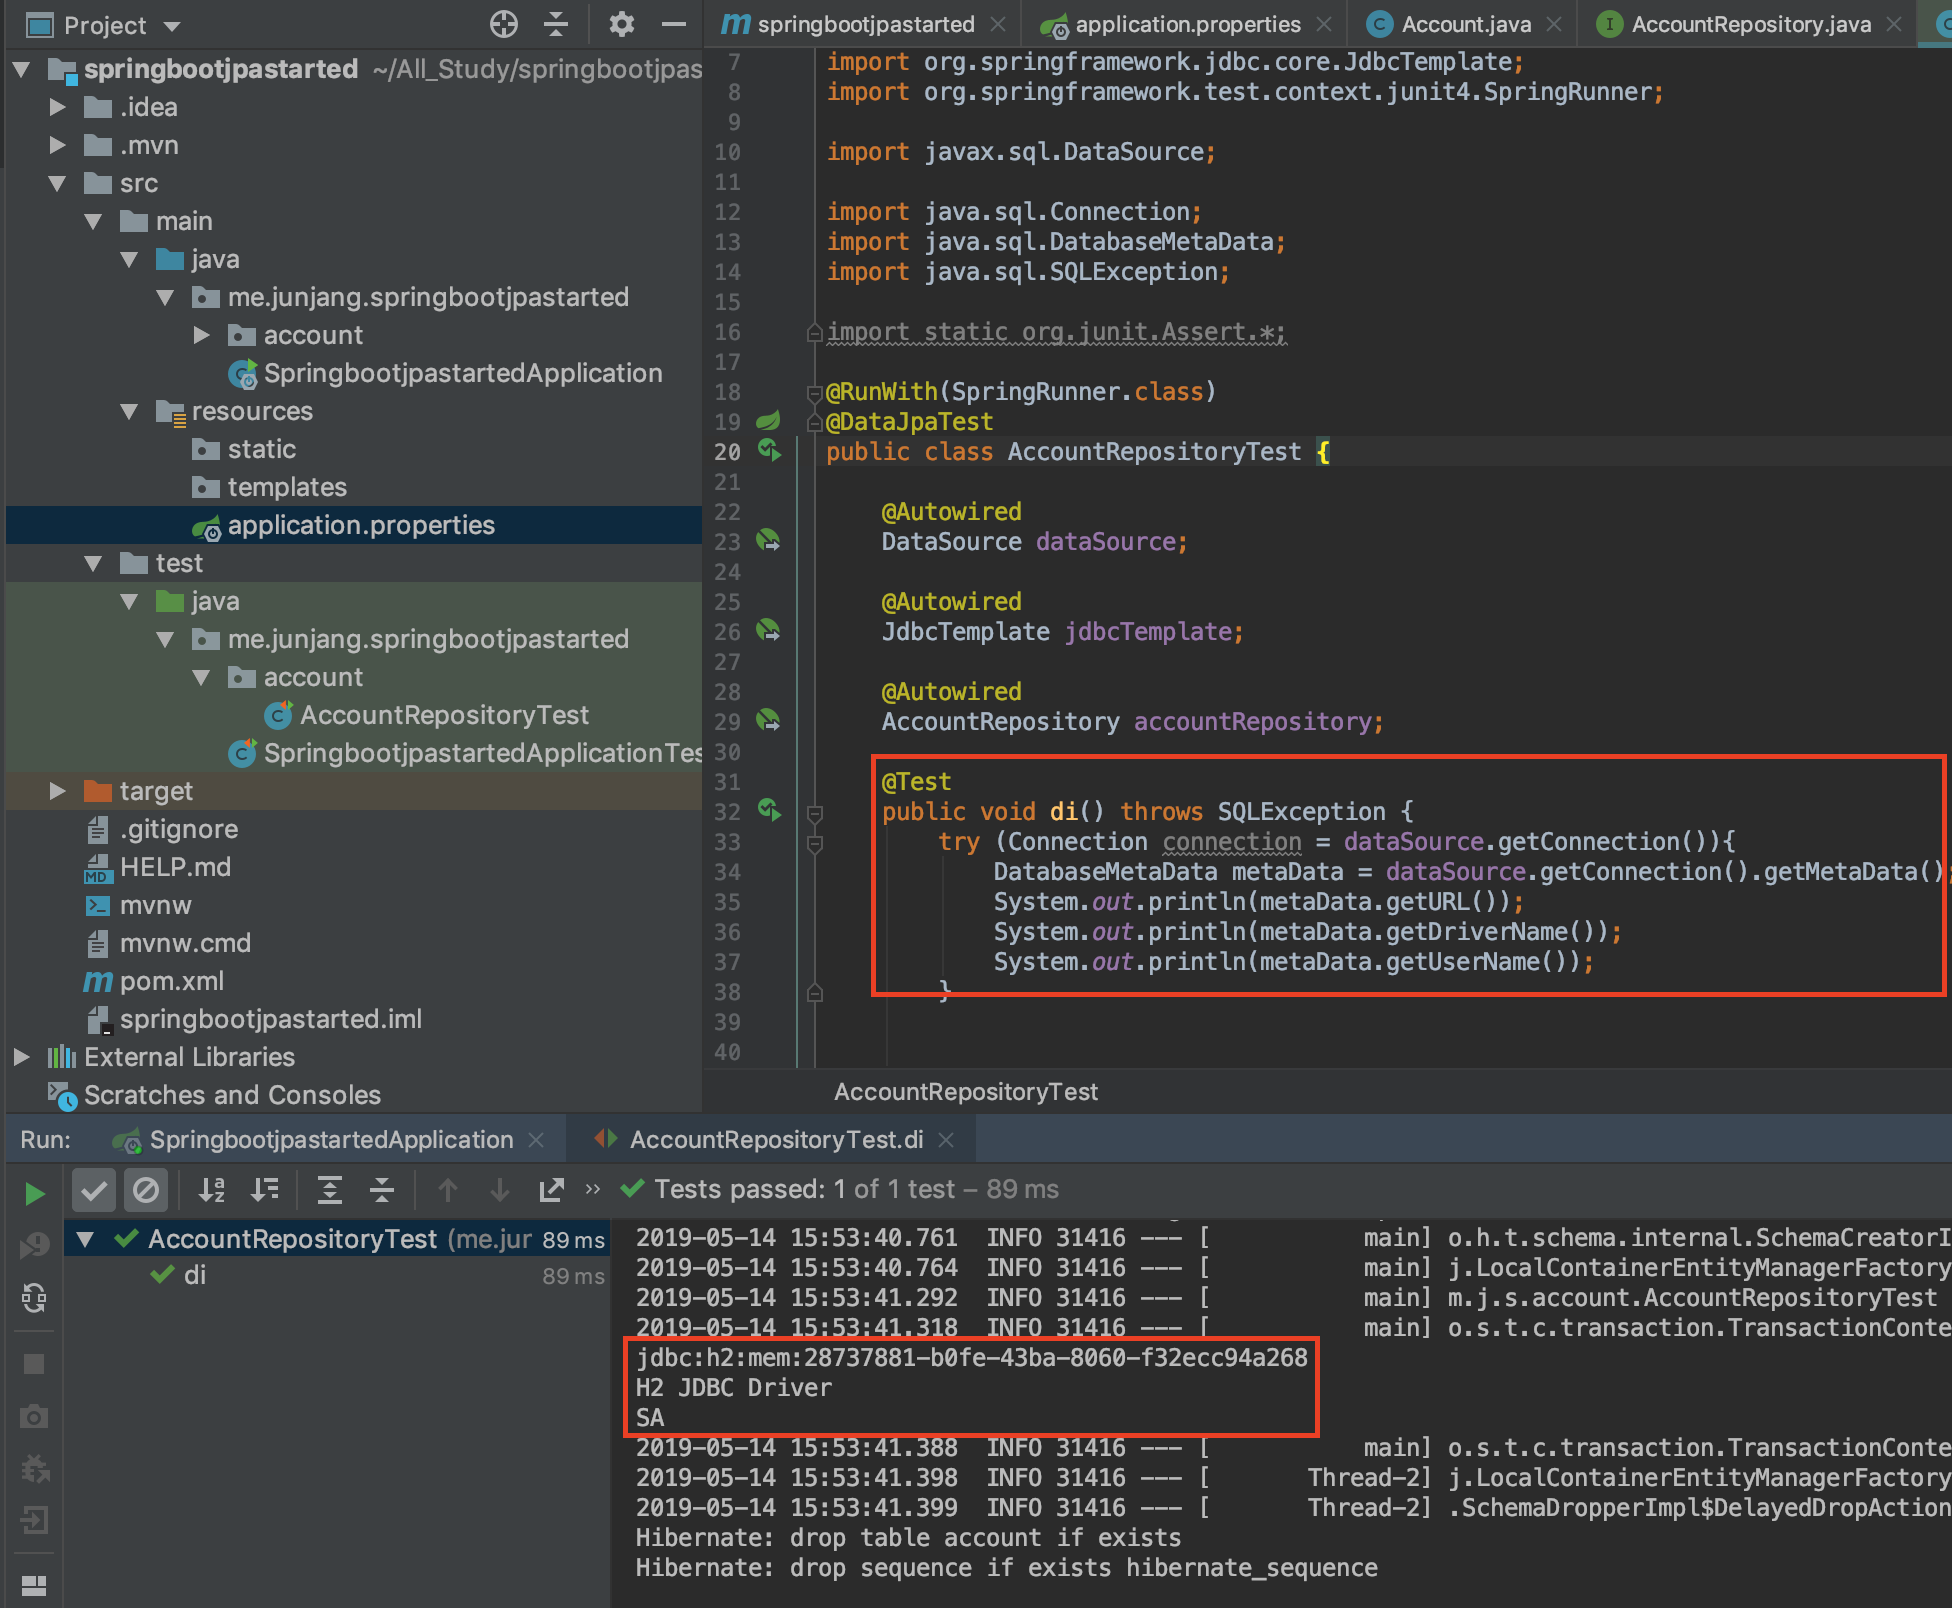 Project
springbootjpastarted ~/All_Study/springbootjpas
.idea
.mvn
src
main
java
me.junjang.springbootjpastarted
account
SpringbootjpastartedApplication
resources
static
templates
application.properties
test
java
me.junjang.springbootjpastarted
account
AccountRepositoryTest
SpringbootjpastartedApplicationTes
target
.gitignore
HELP.md
mvnw
mvnw.cmd
pom.xml
springbootjpastarted.iml
External Libraries
Scratches and Consoles
springbootjpastarted application.properties Account.java AccountRepository.java
7 import org.springframework.jdbc.core.JdbcTemplate;
8 import org.springframework.test.context.junit4.SpringRunner;
9
10 import javax.sql.DataSource;
11
12 import java.sql.Connection;
13 import java.sql.DatabaseMetaData;
14 import java.sql.SQLException;
15
16 import static org.junit.Assert.*;
17
18 @RunWith(SpringRunner.class)
19 @DataJpaTest
20 public class AccountRepositoryTest {
21
22 @Autowired
23 DataSource dataSource;
24
25 @Autowired
26 JdbcTemplate jdbcTemplate;
27
28 @Autowired
29 AccountRepository accountRepository;
30
31 @Test
32 public void di() throws SQLException {
33 try (Connection connection = dataSource.getConnection()){
34 DatabaseMetaData metaData = dataSource.getConnection().getMetaData();
35 System.out.println(metaData.getURL());
36 System.out.println(metaData.getDriverName());
37 System.out.println(metaData.getUserName());
38 }
39
40
AccountRepositoryTest
Run: SpringbootjpastartedApplication AccountRepositoryTest.di
Tests passed: 1 of 1 test – 89 ms
AccountRepositoryTest (me.jur 89 ms
di 89 ms
2019-05-14 15:53:40.761 INFO 31416 --- [ main] o.h.t.schema.internal.SchemaCreatorI
2019-05-14 15:53:40.764 INFO 31416 --- [ main] j.LocalContainerEntityManagerFactory
2019-05-14 15:53:41.292 INFO 31416 --- [ main] m.j.s.account.AccountRepositoryTest
2019-05-14 15:53:41.318 INFO 31416 --- [ main] o.s.t.c.transaction.TransactionConte
jdbc:h2:mem:28737881-b0fe-43ba-8060-f32ecc94a268
H2 JDBC Driver
SA
2019-05-14 15:53:41.388 INFO 31416 --- [ main] o.s.t.c.transaction.TransactionConte
2019-05-14 15:53:41.398 INFO 31416 --- [ Thread-2] j.LocalContainerEntityManagerFactory
2019-05-14 15:53:41.399 INFO 31416 --- [ Thread-2] .SchemaDropperImpl$DelayedDropAction
Hibernate: drop table account if exists
Hibernate: drop sequence if exists hibernate_sequence